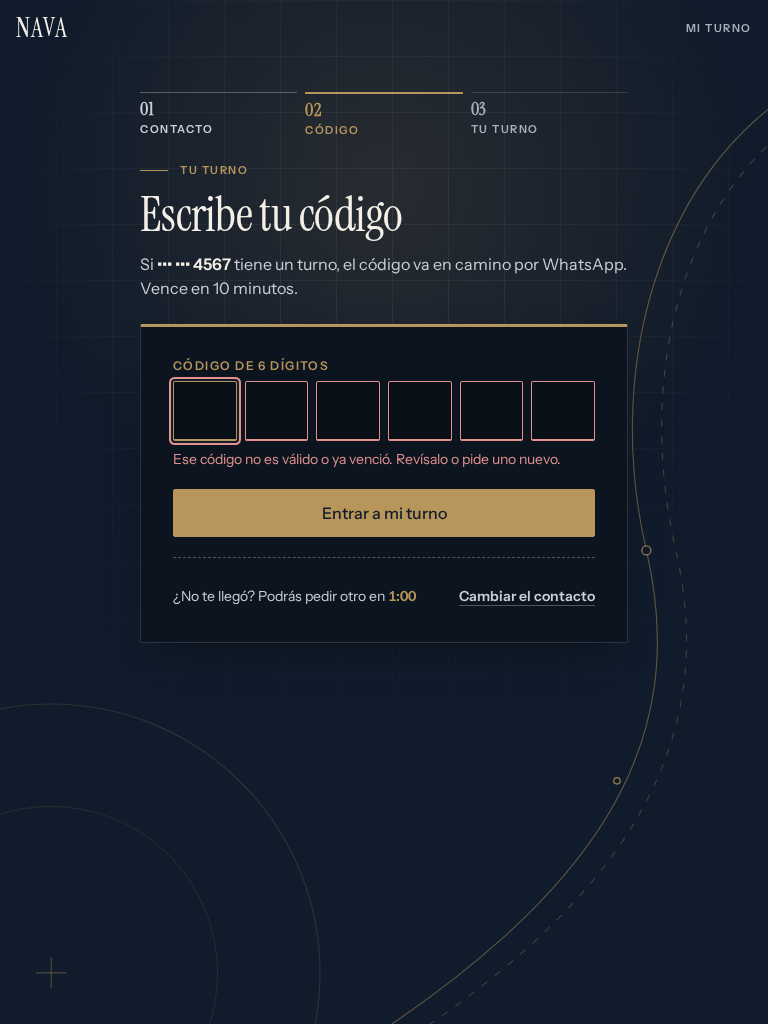 NAVA
MI TURNO
01
CONTACTO
02
CÓDIGO
03
TU TURNO
TU TURNO
Escribe tu código
Si ··· ··· 4567 tiene un turno, el código va en camino por WhatsApp.
Vence en 10 minutos.
CÓDIGO DE 6 DÍGITOS
Ese código no es válido o ya venció. Revísalo o pide uno nuevo.
Entrar a mi turno
¿No te llegó? Podrás pedir otro en 1:00
Cambiar el contacto